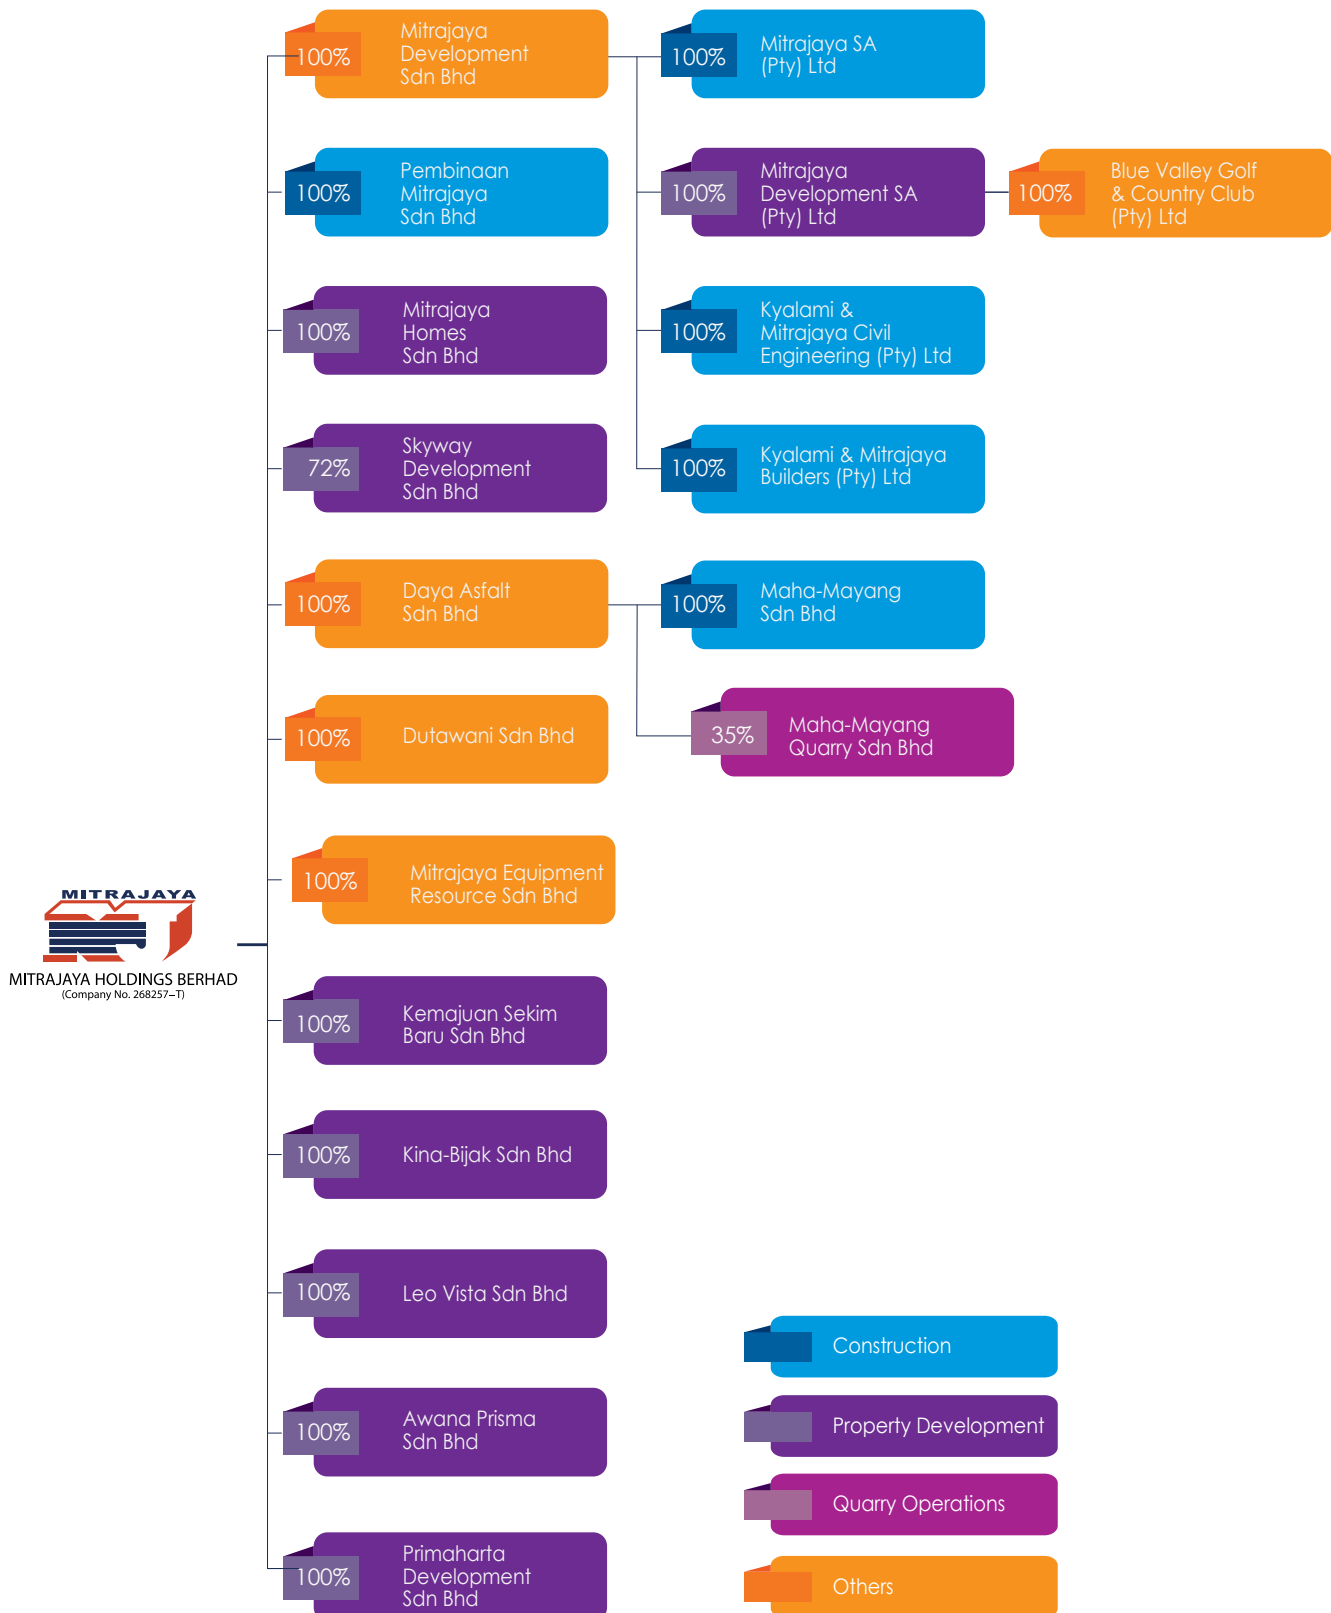 100%
Mitrajaya
Development
Sdn Bhd
100%
Mitrajaya SA
(Pty) Ltd
100%
Pembinaan
Mitrajaya
Sdn Bhd
100%
Mitrajaya
Development SA
(Pty) Ltd
100%
Blue Valley Golf
& Country Club
(Pty) Ltd
100%
Mitrajaya
Homes
Sdn Bhd
100%
Kyalami &
Mitrajaya Civil
Engineering (Pty) Ltd
72%
Skyway
Development
Sdn Bhd
100%
Kyalami & Mitrajaya
Builders (Pty) Ltd
100%
Daya Asfalt
Sdn Bhd
100%
Maha-Mayang
Sdn Bhd
100%
Dutawani Sdn Bhd
35%
Maha-Mayang
Quarry Sdn Bhd
100%
Mitrajaya Equipment
Resource Sdn Bhd
MITRAJAYA
MITRAJAYA HOLDINGS BERHAD
(Company No. 268257–T)
100%
Kemajuan Sekim
Baru Sdn Bhd
100%
Kina-Bijak Sdn Bhd
100%
Leo Vista Sdn Bhd
100%
Awana Prisma
Sdn Bhd
100%
Primaharta
Development
Sdn Bhd
Construction
Property Development
Quarry Operations
Others